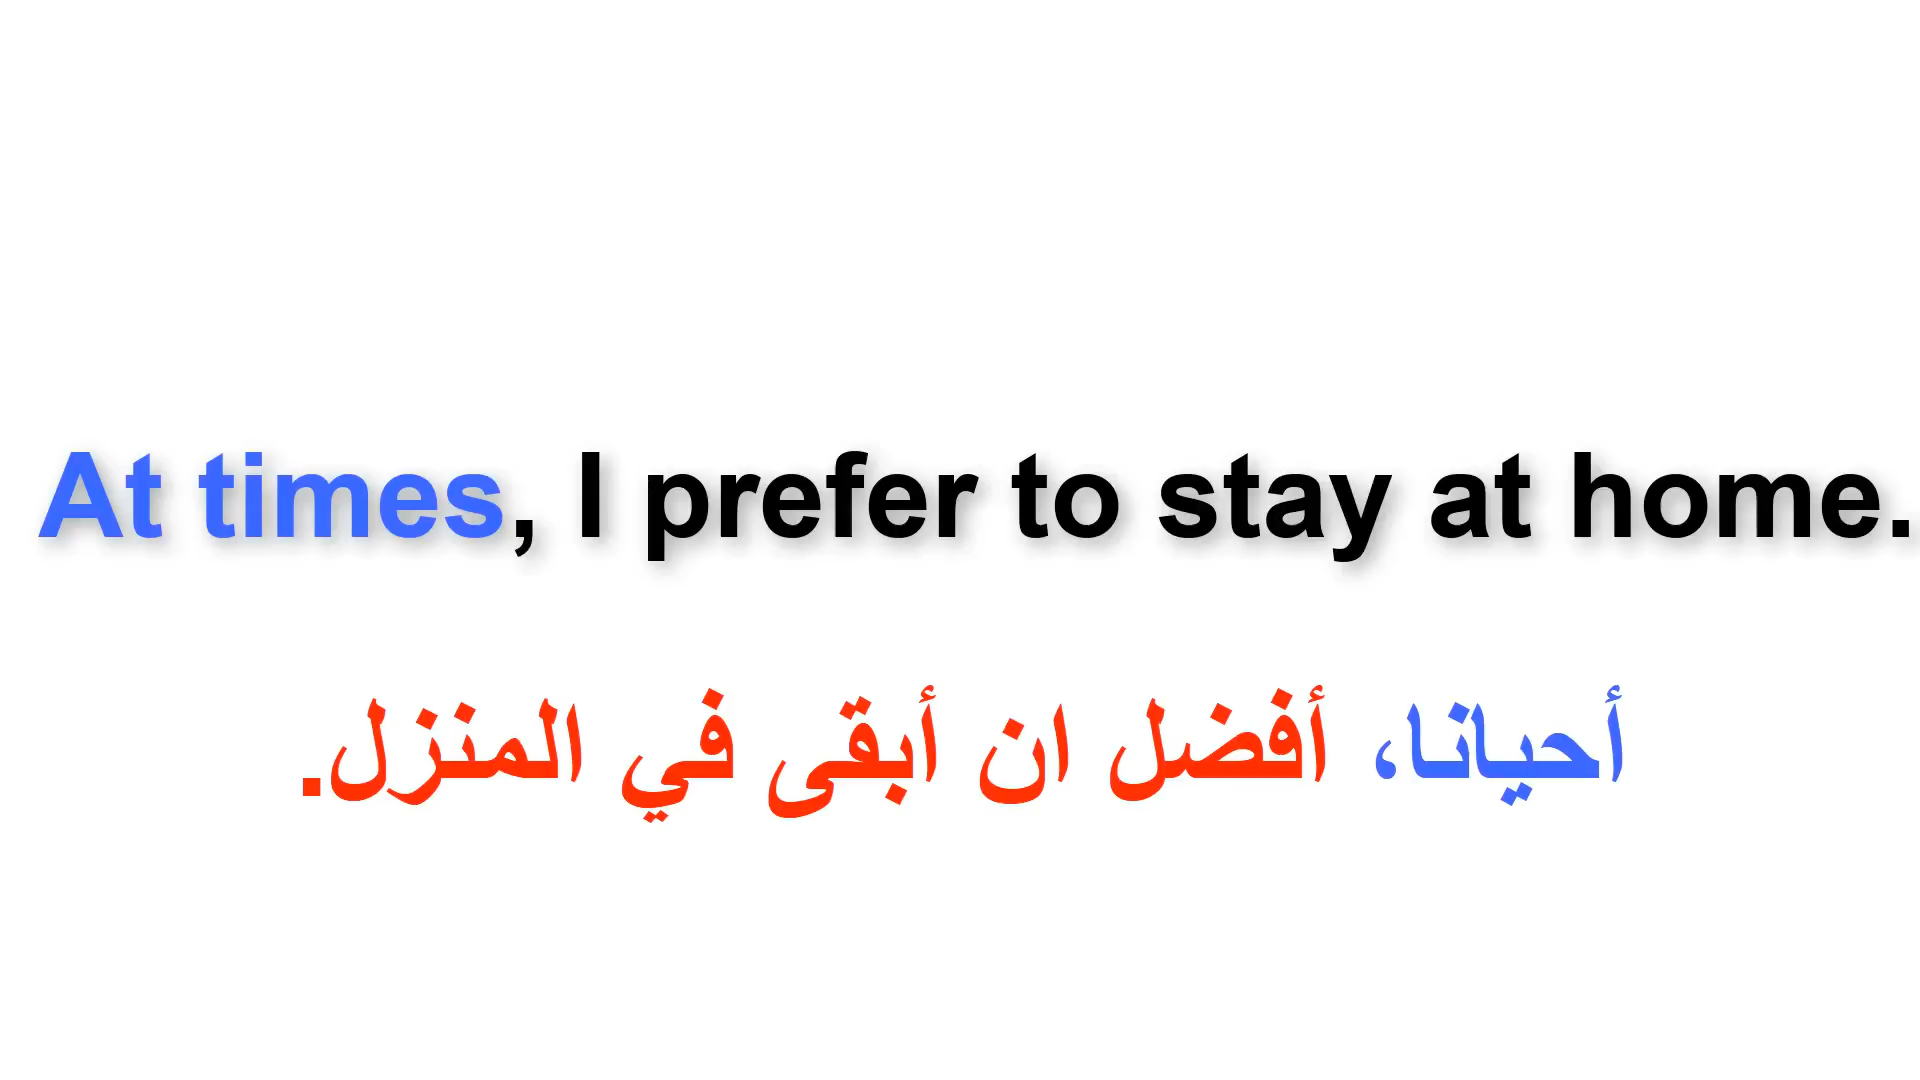 At times, I prefer to stay at home.
أحيانا، أفضل ان أبقى في المنزل.